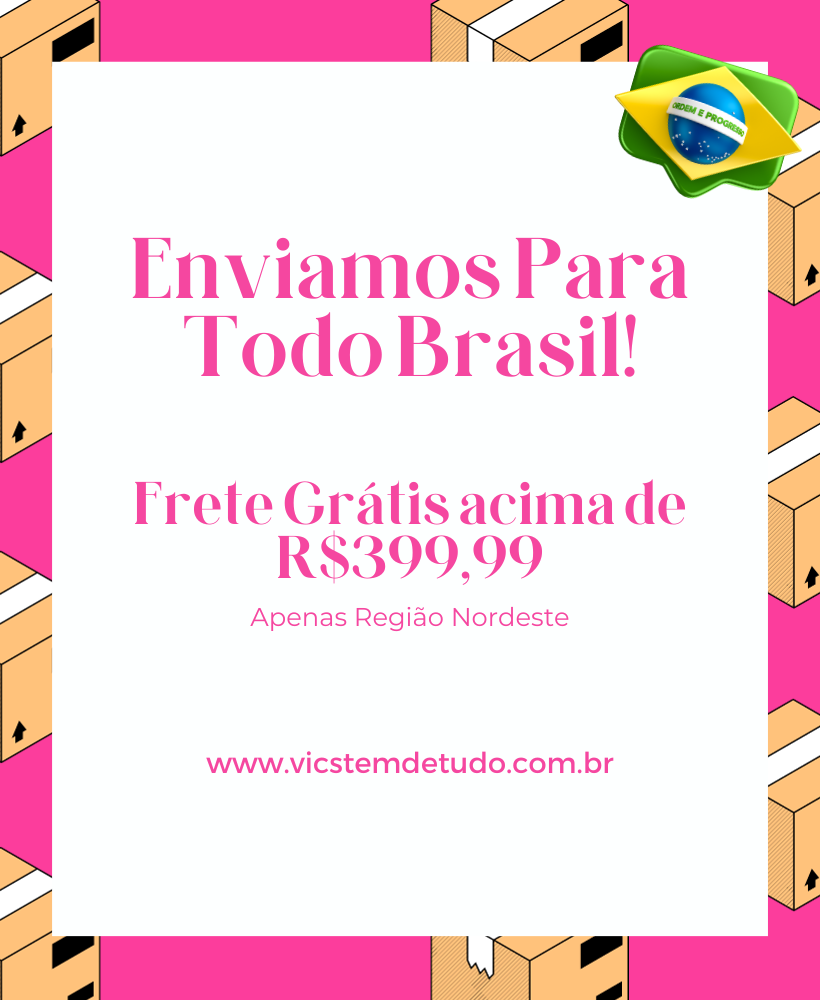 ORDEM E PROGRESSO
Enviamos Para
Todo Brasil!
Frete Grátis acima de
R$399,99
Apenas Região Nordeste
www.vicstemdetudo.com.br